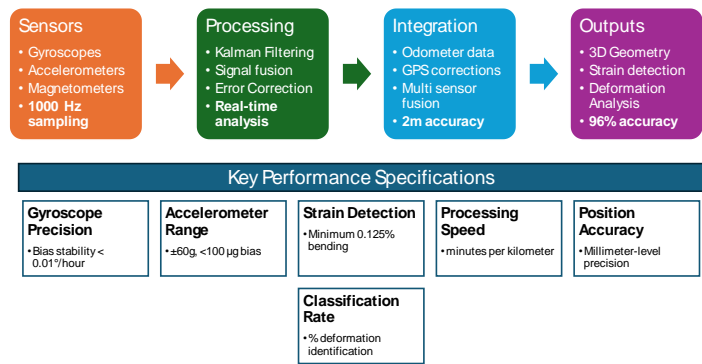 Sensors
• Gyroscopes
• Accelerometers
• Magnetometers
• 1000 Hz
sampling
Processing
• Kalman Filtering
• Signal fusion
• Error Correction
• Real-time
analysis
Integration
• Odometer data
• GPS corrections
• Multi sensor
fusion
• 2m accuracy
Outputs
• 3D Geometry
• Strain detection
• Deformation
Analysis
• 96% accuracy
Key Performance Specifications
Gyroscope
Precision
•Bias stability <
0.01°/hour
Accelerometer
Range
•±60g, <100 µg bias
Strain Detection
•Minimum 0.125%
bending
Processing
Speed
•minutes per kilometer
Position
Accuracy
•Millimeter-level
precision
Classification
Rate
•% deformation
identification